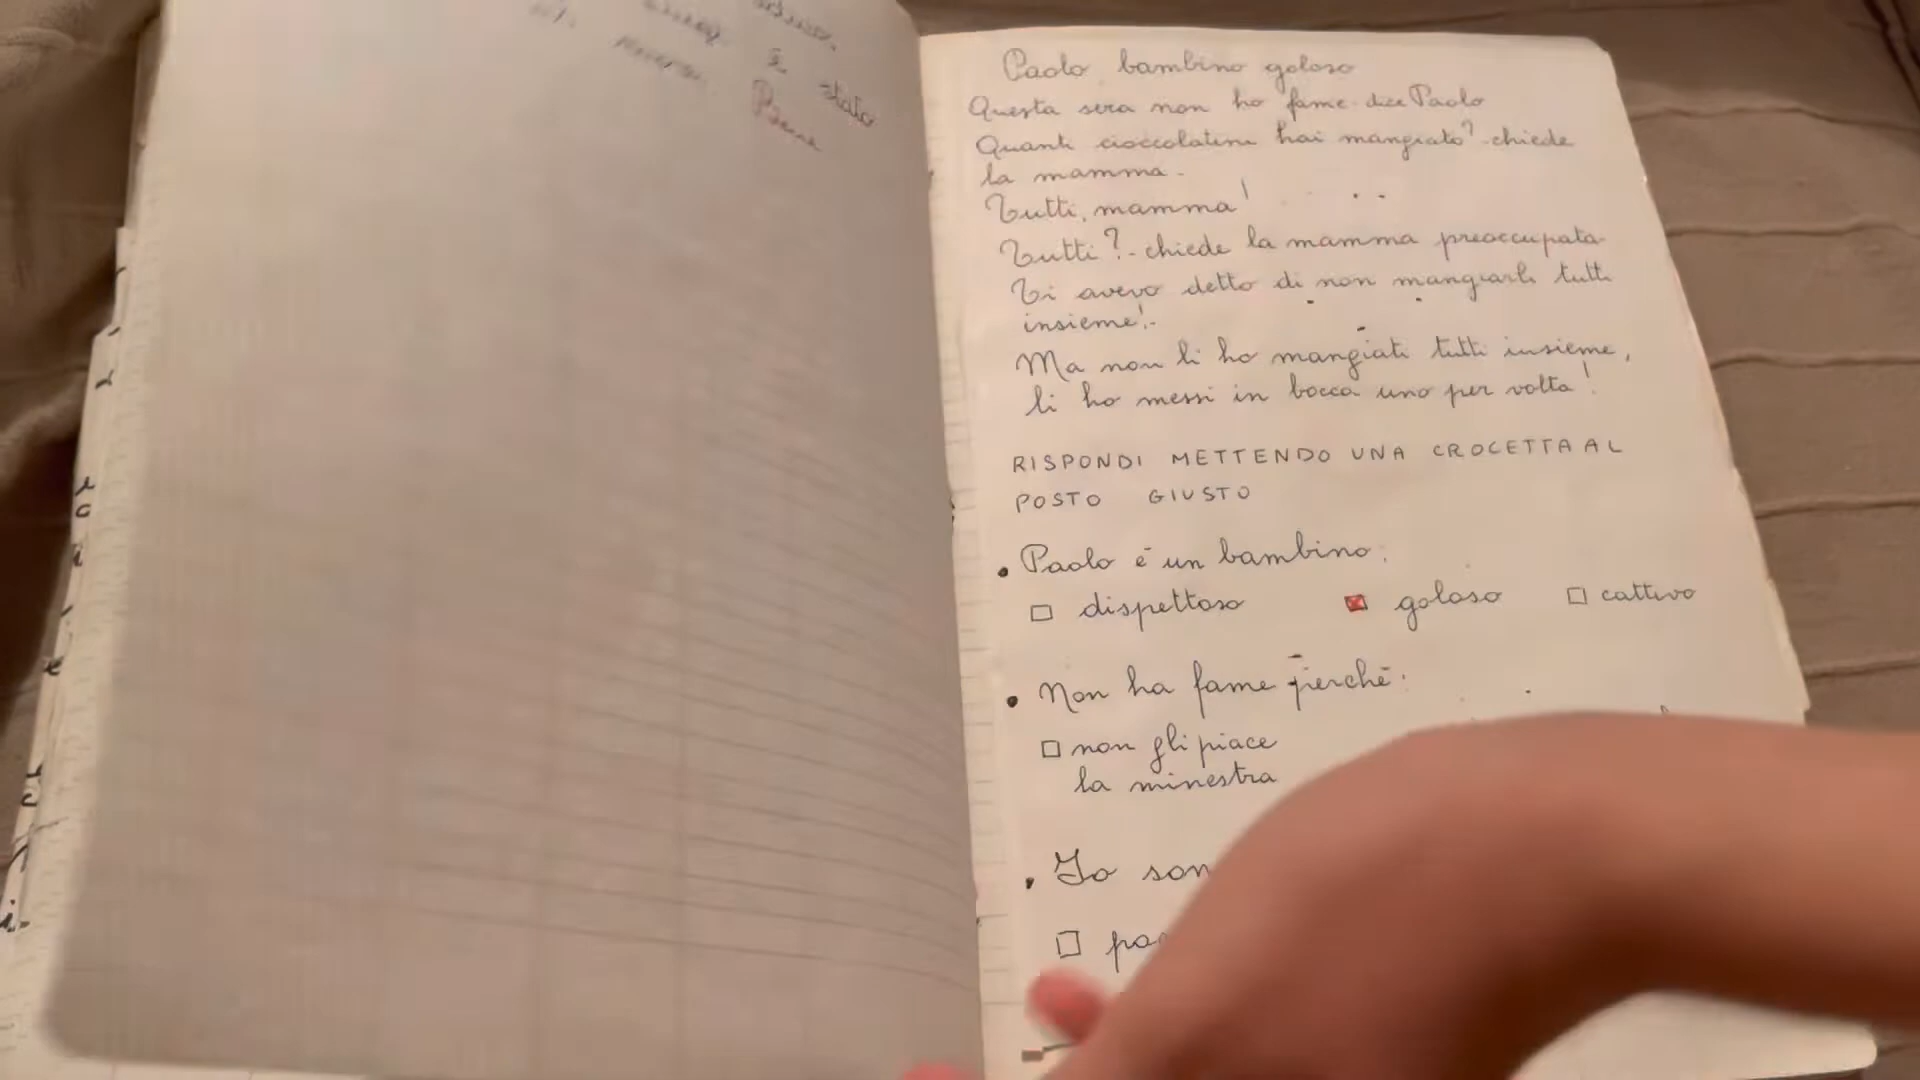 stato
Bene
Paolo bambino goloso
Questa sera non ho fame. dice Paolo
Quanti cioccolatini hai mangiato? - chiede
la mamma -
Tutti, mamma!
Tutti? - chiede la mamma preoccupata -
Ti avevo detto di non mangiarli tutti
insieme! -
Ma non li ho mangiati tutti insieme,
li ho messi in bocca uno per volta!
RISPONDI METTENDO UNA CROCETTA AL
POSTO GIUSTO
• Paolo è un bambino:
□ dispettoso ☒ goloso □ cattivo
• Non ha fame perchè:
□ non gli piace
la minestra
• Io son
□ pa